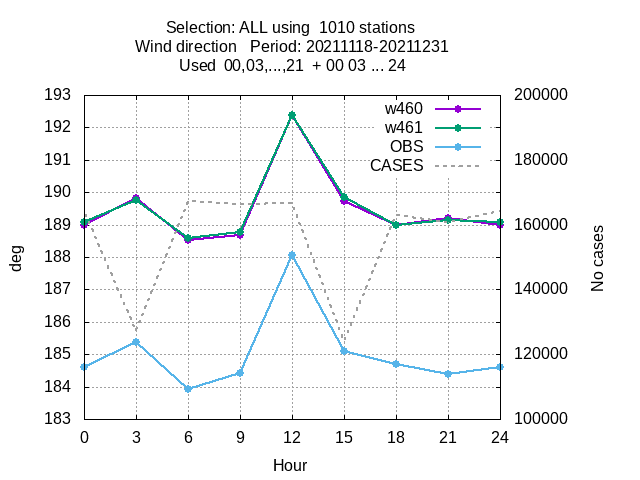 Selection: ALL using  1010 stations
Wind direction   Period: 20211118-20211231
Used  00,03,...,21  + 00 03 ... 24
193
192
191
190
189
188
187
186
185
184
183
200000
180000
160000
140000
120000
100000
w460
w461
OBS
CASES
deg
No cases
0 3 6 9 12 15 18 21 24
Hour